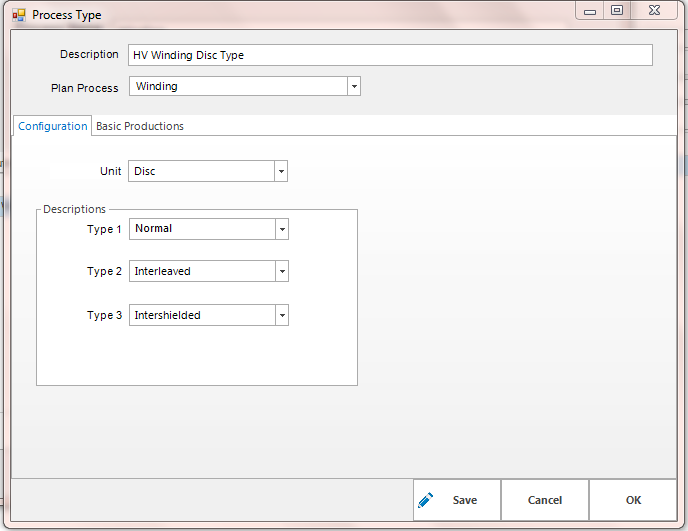 Process Type
Description HV Winding Disc Type
Plan Process Winding
Configuration Basic Productions
Unit Disc
Descriptions
Type 1 Normal
Type 2 Interleaved
Type 3 Intershielded
Save Cancel OK